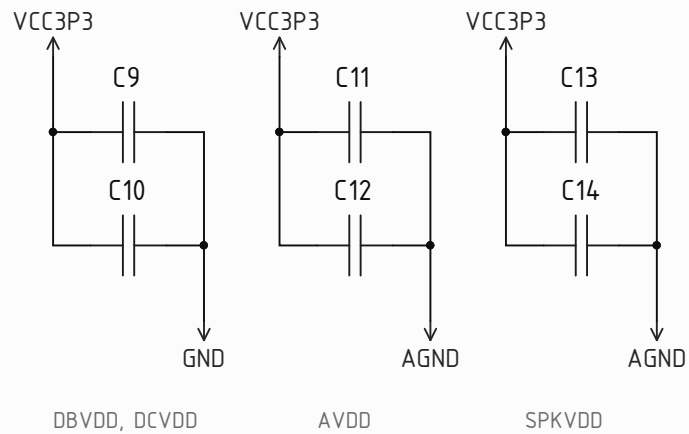 VCC3P3 VCC3P3 VCC3P3
C9 C11 C13
C10 C12 C14
GND AGND AGND
DBVDD, DCVDD AVDD SPKVDD